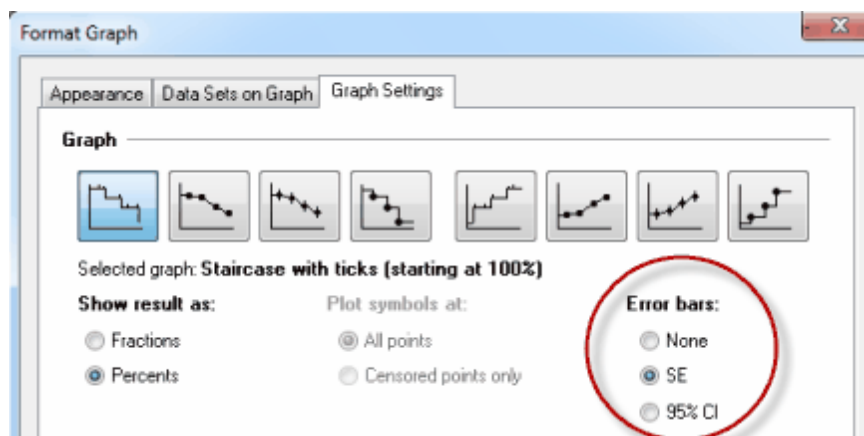 Format Graph
Appearance Data Sets on Graph Graph Settings
Graph
Selected graph: Staircase with ticks (starting at 100%)
Show result as: Plot symbols at: Error bars:
Fractions All points None
Percents Censored points only SE
95% CI